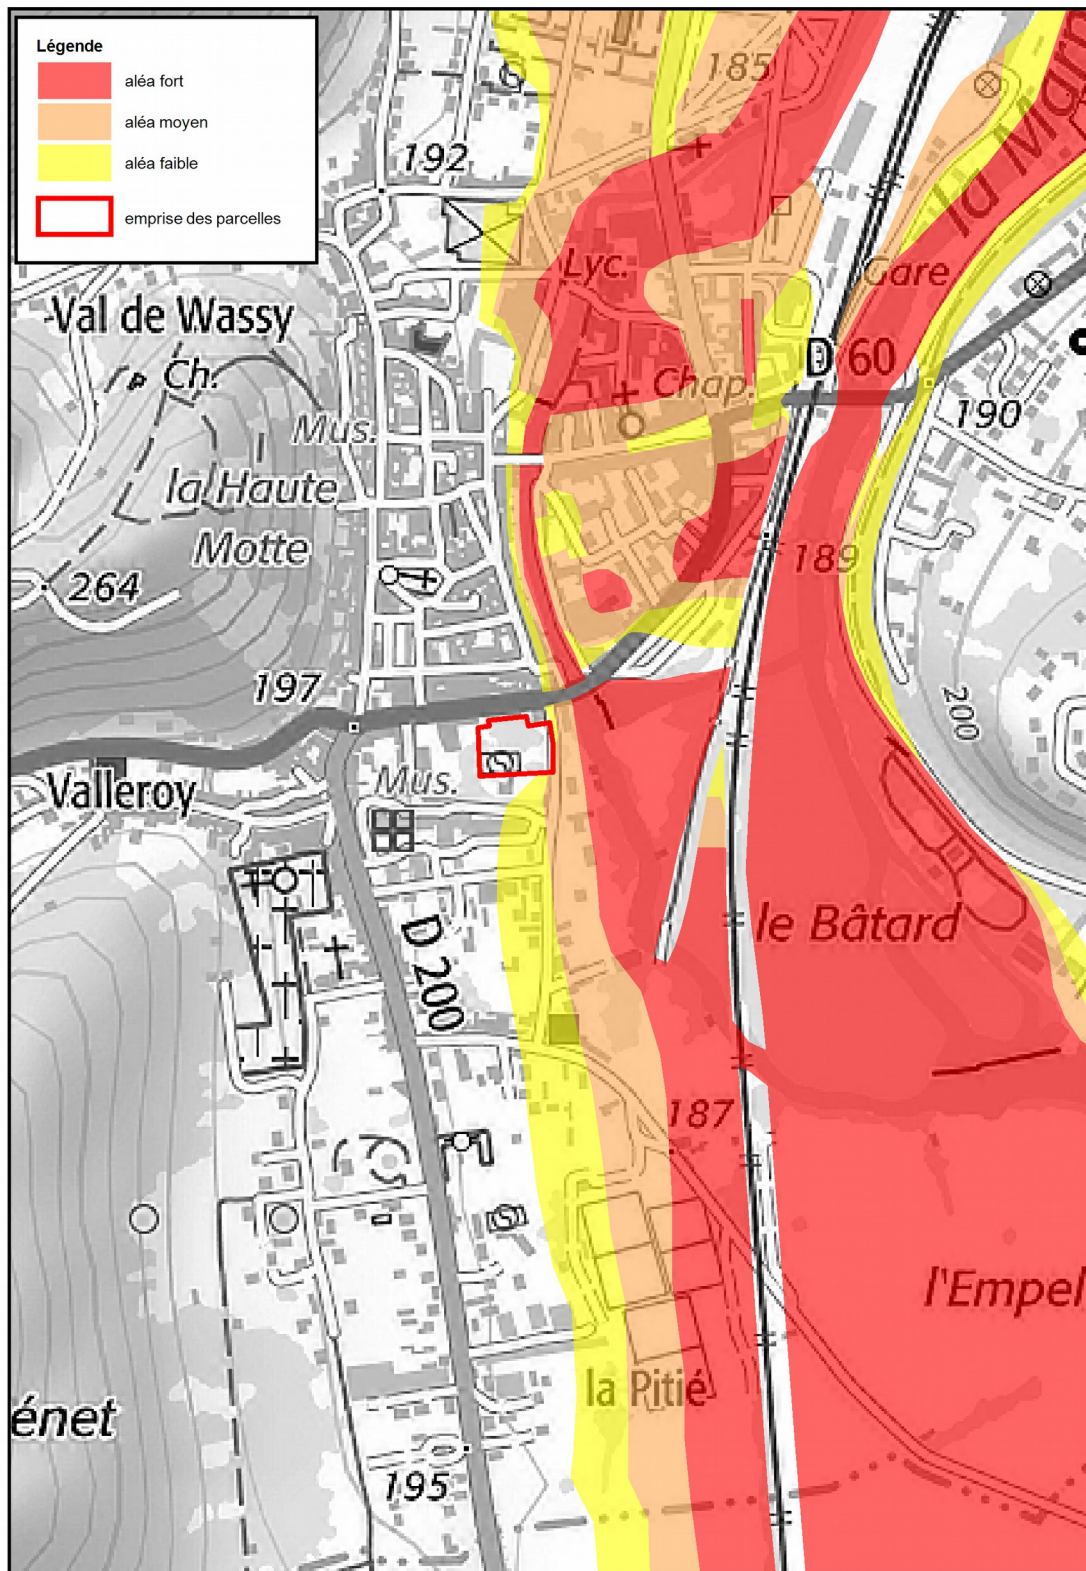 Légende
aléa fort
aléa moyen
aléa faible
emprise des parcelles
185
192
la Marn
Lyc.
Gare
Val de Wassy
Ch.
D 60
Chap.
190
Mus.
la Haute
Motte
189
264
197
200
Valleroy
Mus.
le Bâtard
D 200
187
l'Empel
la Pitié
énet
195